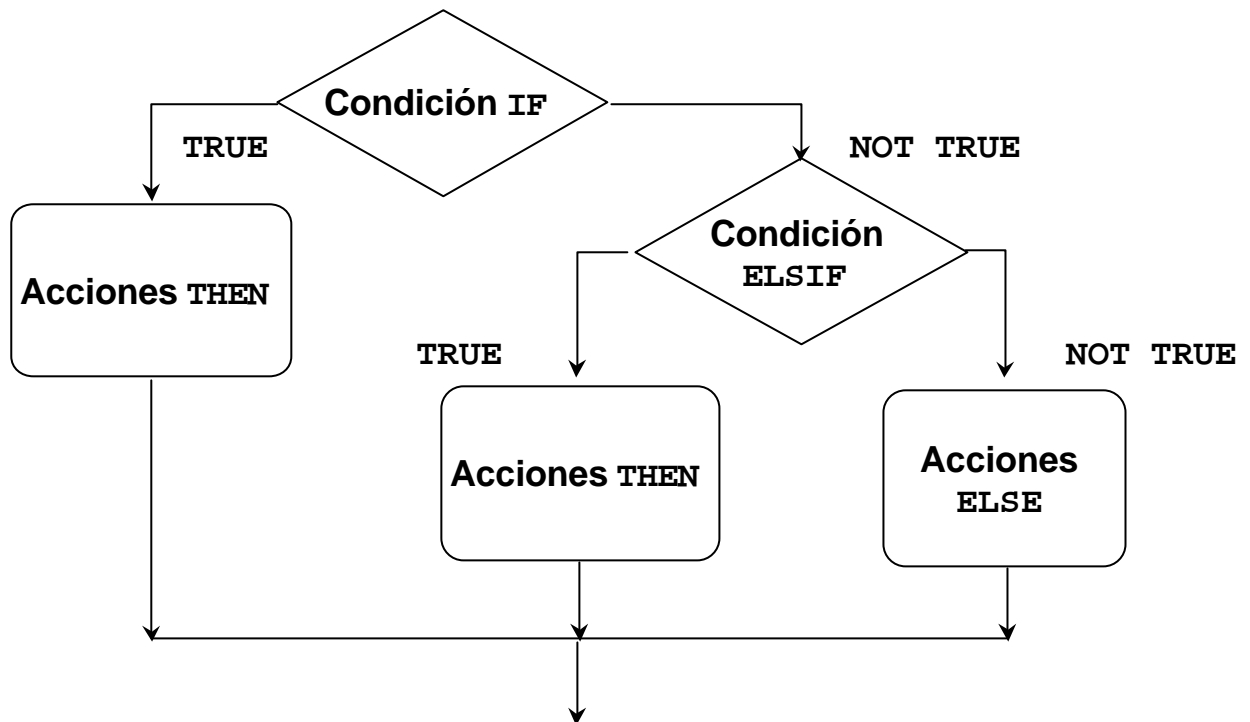 Condición IF
TRUE
NOT TRUE
Acciones THEN
Condición
ELSIF
TRUE
NOT TRUE
Acciones THEN
Acciones
ELSE